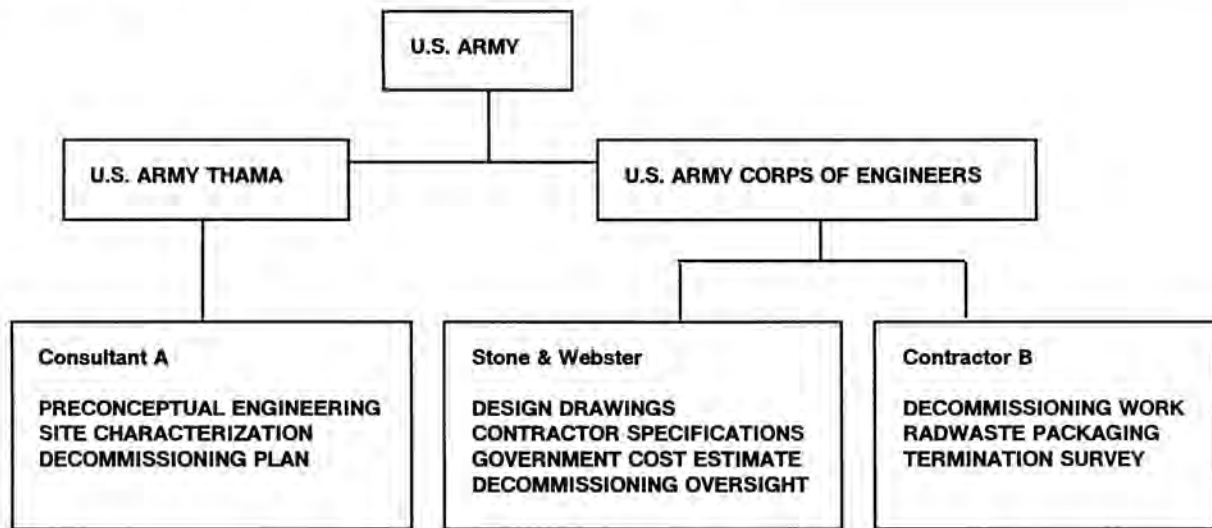 U.S. ARMY
U.S. ARMY THAMA
U.S. ARMY CORPS OF ENGINEERS
Consultant A
PRECONCEPTUAL ENGINEERING
SITE CHARACTERIZATION
DECOMMISSIONING PLAN
Stone & Webster
DESIGN DRAWINGS
CONTRACTOR SPECIFICATIONS
GOVERNMENT COST ESTIMATE
DECOMMISSIONING OVERSIGHT
Contractor B
DECOMMISSIONING WORK
RADWASTE PACKAGING
TERMINATION SURVEY